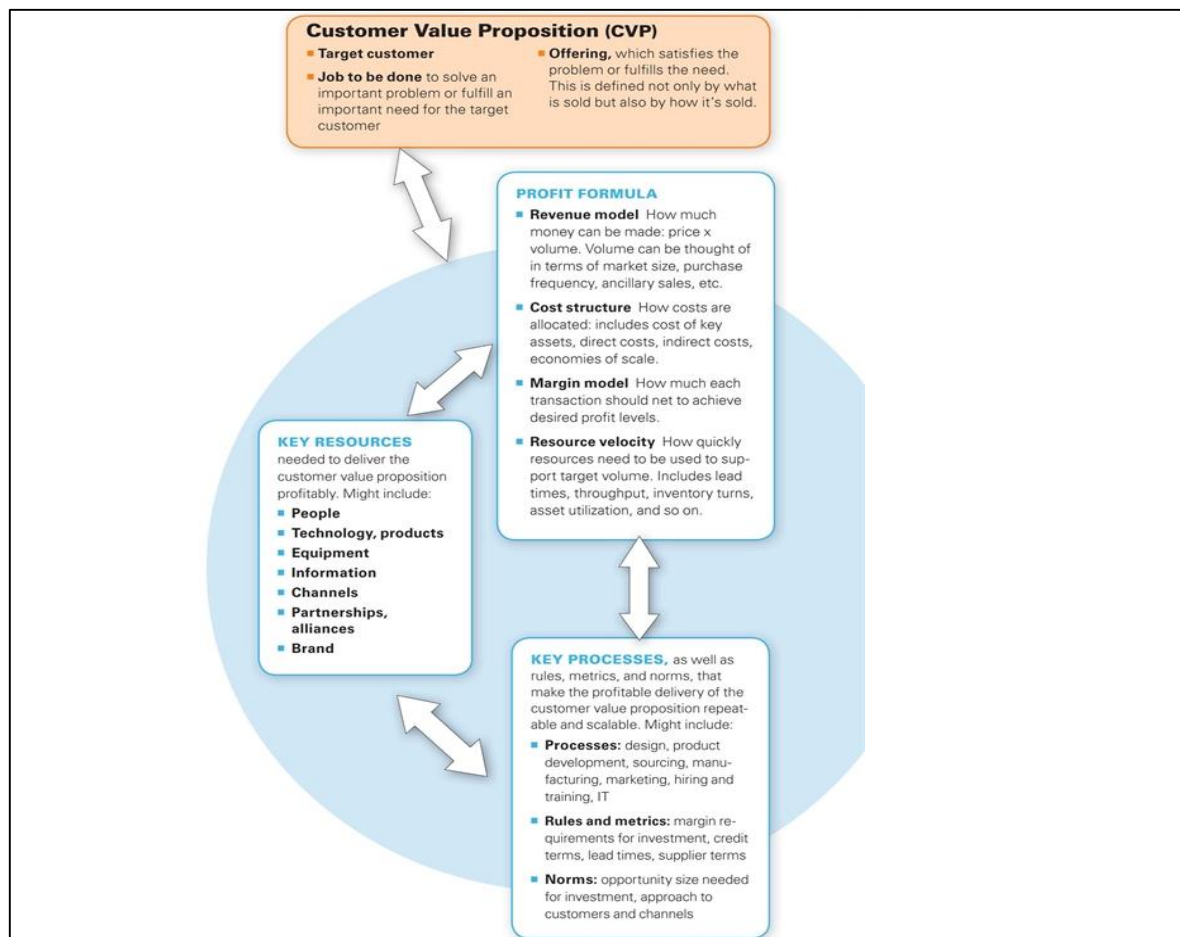 Customer Value Proposition (CVP)
Target customer
Job to be done to solve an
important problem or fulfill an
important need for the target
customer
Offering, which satisfies the
problem or fulfills the need.
This is defined not only by what
is sold but also by how it's sold.
PROFIT FORMULA
Revenue model How much
money can be made: price x
volume. Volume can be thought of
in terms of market size, purchase
frequency, ancillary sales, etc.
Cost structure How costs are
allocated: includes cost of key
assets, direct costs, indirect costs,
economies of scale.
Margin model How much each
transaction should net to achieve
desired profit levels.
Resource velocity How quickly
resources need to be used to sup-
port target volume. Includes lead
times, throughput, inventory turns,
asset utilization, and so on.
KEY RESOURCES
needed to deliver the
customer value proposition
profitably. Might include:
People
Technology, products
Equipment
Information
Channels
Partnerships,
alliances
Brand
KEY PROCESSES, as well as
rules, metrics, and norms, that
make the profitable delivery of the
customer value proposition repeat-
able and scalable. Might include:
Processes: design, product
development, sourcing, manu-
facturing, marketing, hiring and
training, IT
Rules and metrics: margin re-
quirements for investment, credit
terms, lead times, supplier terms
Norms: opportunity size needed
for investment, approach to
customers and channels